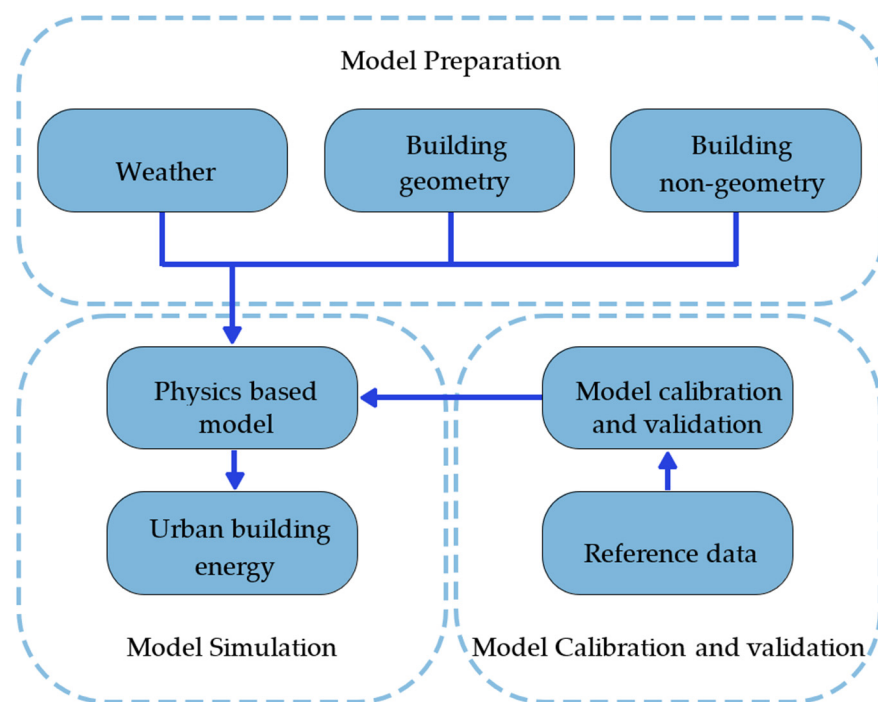 Model Preparation
Weather
Building
geometry
Building
non-geometry
Physics based
model
Urban building
energy
Model Simulation
Model calibration
and validation
Reference data
Model Calibration and validation